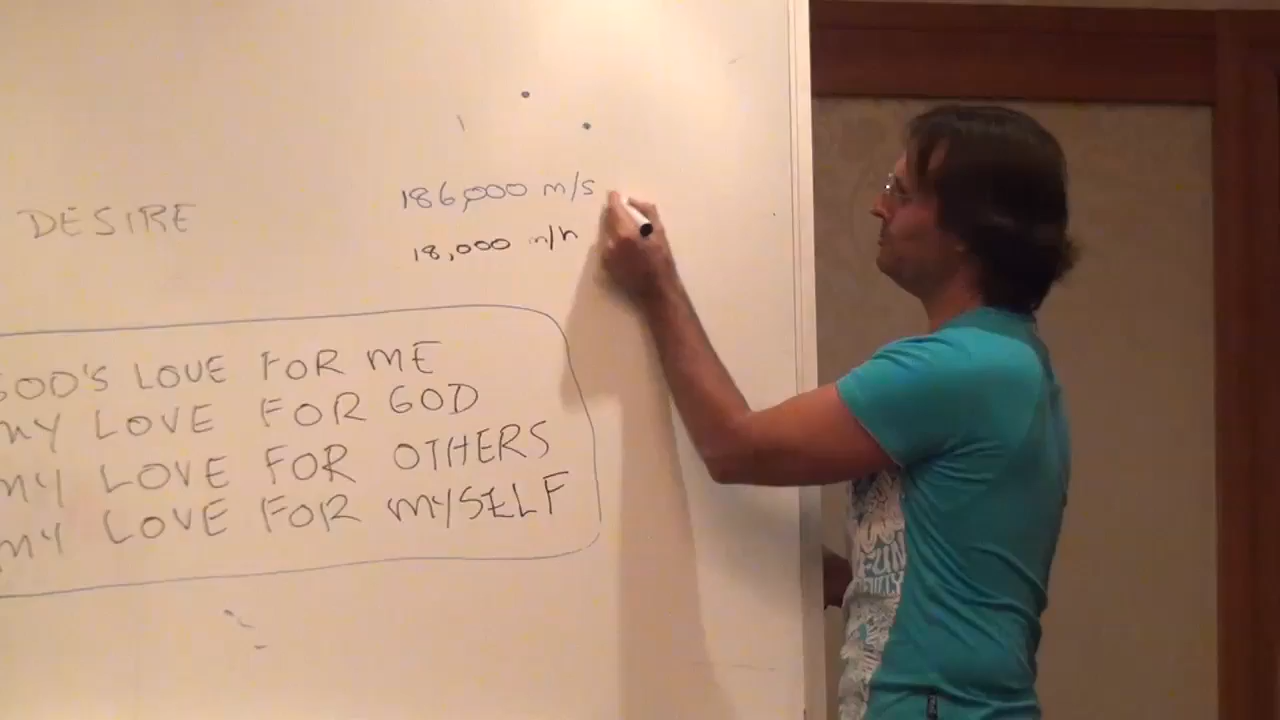 186,000 m/s
DESIRE
18,000 m/h
GOD'S LOVE FOR ME
MY LOVE FOR GOD
MY LOVE FOR OTHERS
MY LOVE FOR MYSELF
FUN